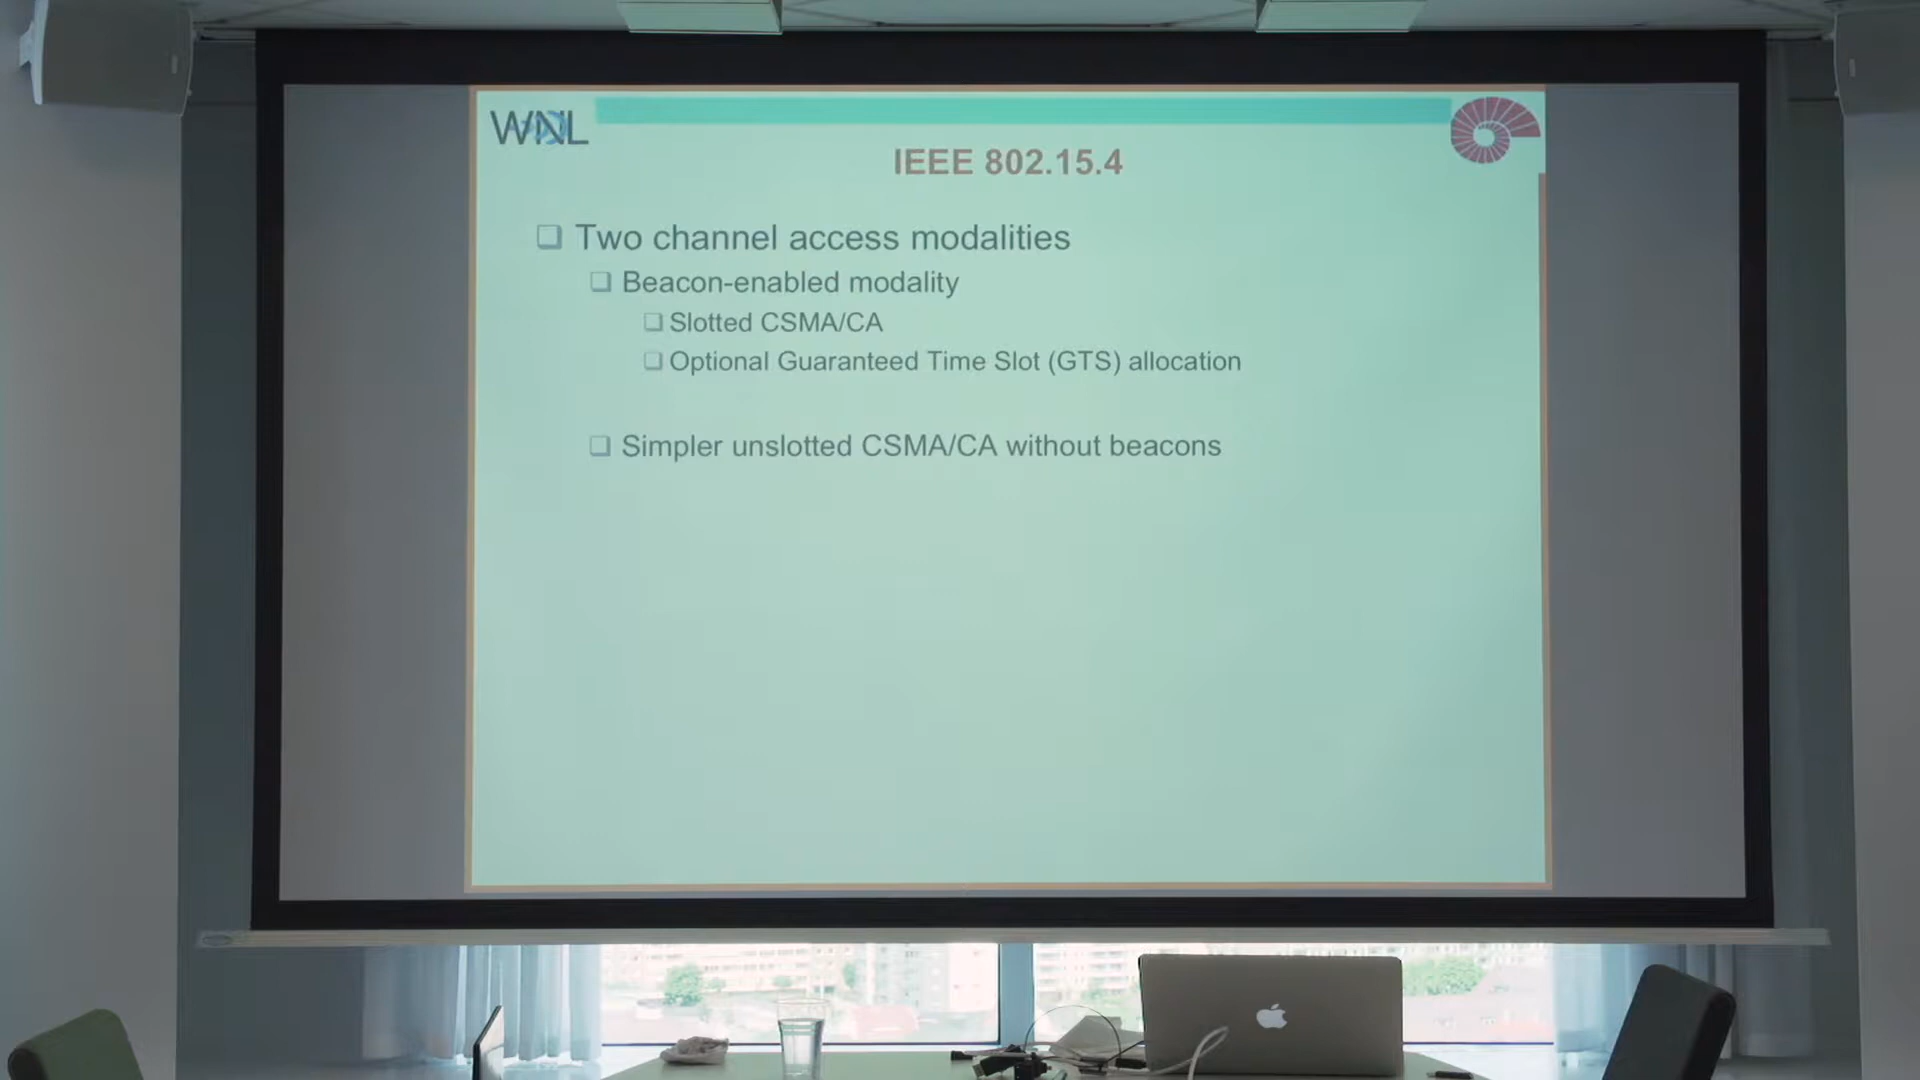 WNL
IEEE 802.15.4
Two channel access modalities
Beacon-enabled modality
Slotted CSMA/CA
Optional Guaranteed Time Slot (GTS) allocation
Simpler unslotted CSMA/CA without beacons